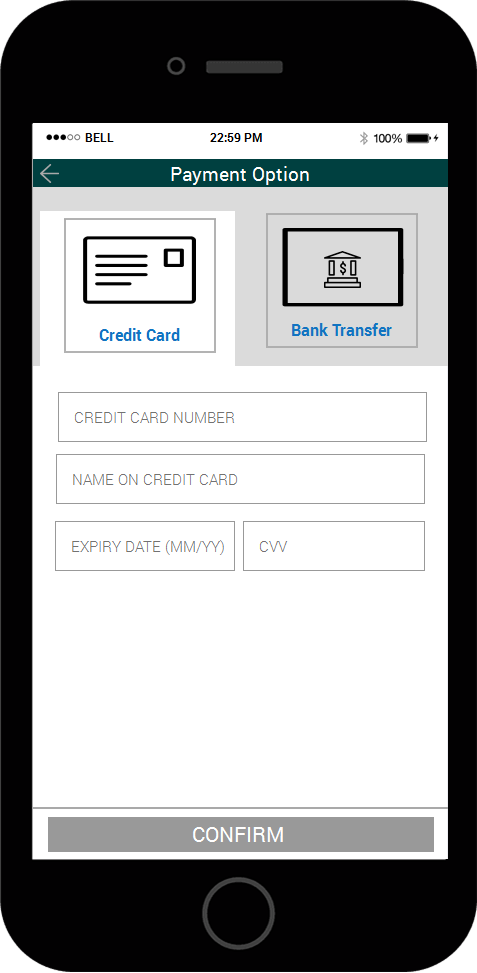 BELL 22:59 PM 100%
Payment Option
Credit Card
$
Bank Transfer
CREDIT CARD NUMBER
NAME ON CREDIT CARD
EXPIRY DATE (MM/YY) CVV
CONFIRM